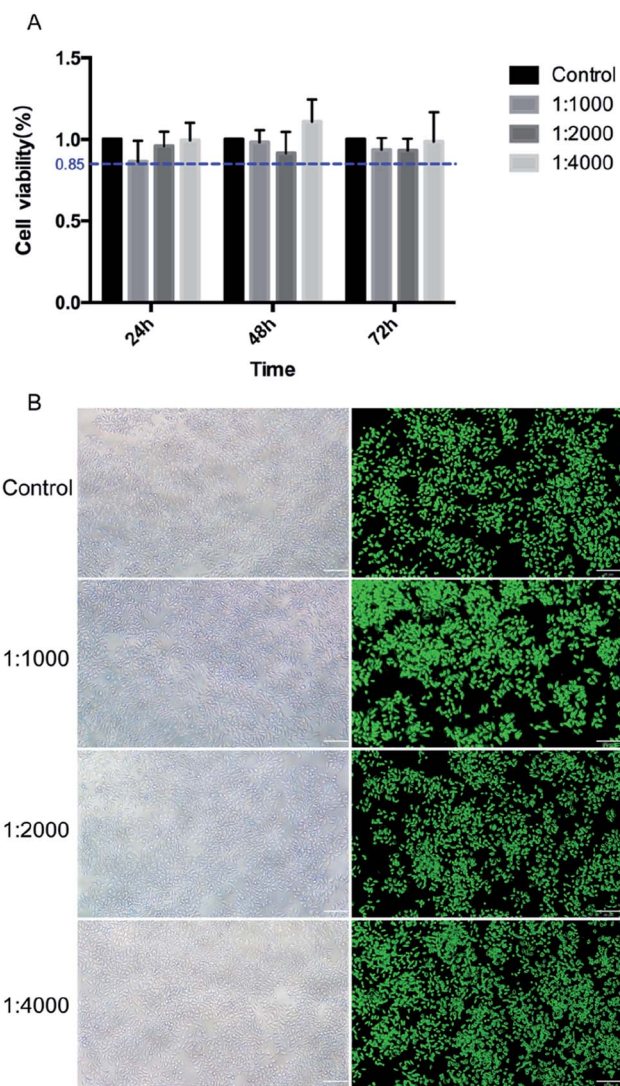 A
1.5
1.0
0.85
0.5
0.0
Cell viability(%)
24h
48h
72h
Time
Control
1:1000
1:2000
1:4000
B
Control
1:1000
1:2000
1:4000